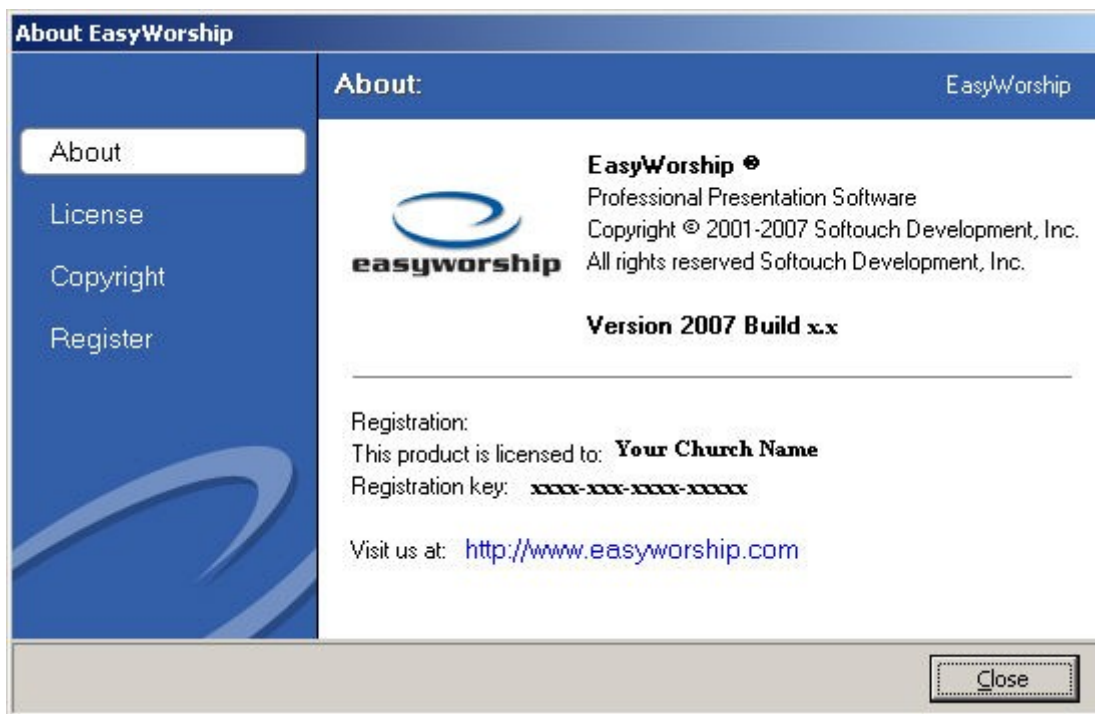 About EasyWorship
About: EasyWorship
About
License
Copyright
Register
easyworship
EasyWorship ®
Professional Presentation Software
Copyright © 2001-2007 Softouch Development, Inc.
All rights reserved Softouch Development, Inc.
Version 2007 Build x.x
Registration:
This product is licensed to: Your Church Name
Registration key: xxxx-xxx-xxxx-xxxxx
Visit us at: http://www.easyworship.com
Close